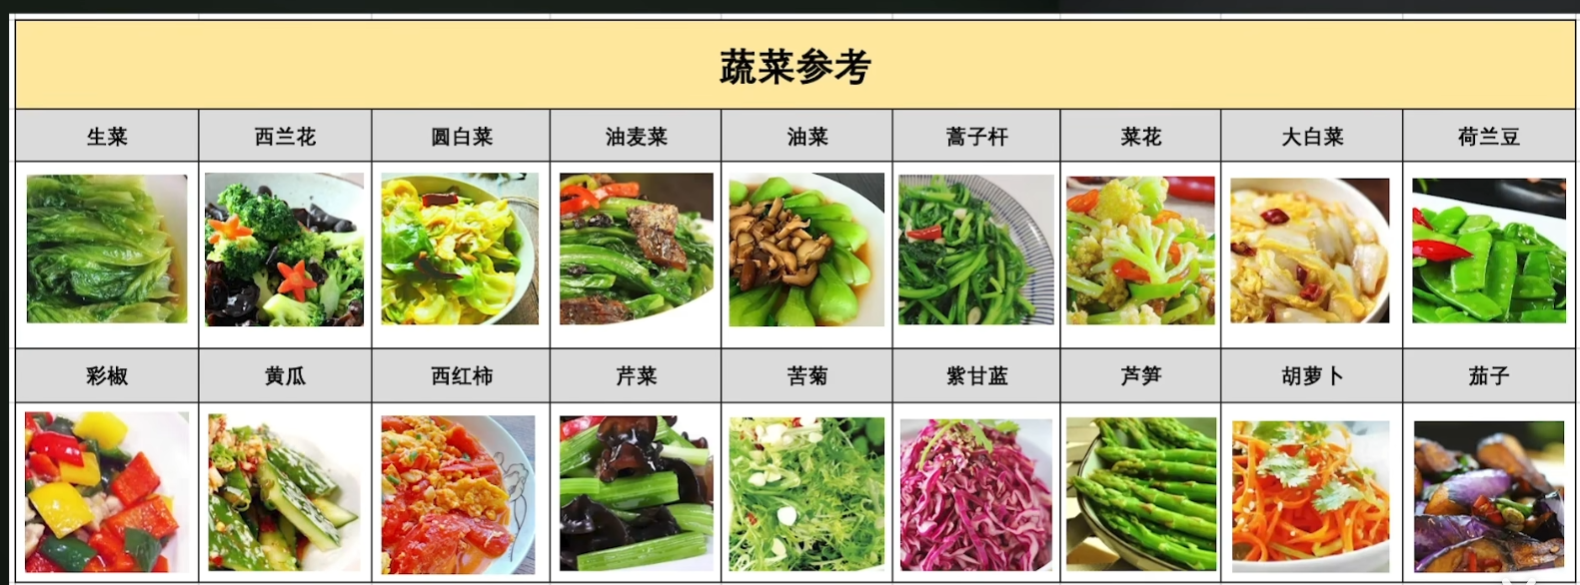 蔬菜参考
生菜 西兰花 圆白菜 油麦菜 油菜 蒿子杆 菜花 大白菜 荷兰豆
彩椒 黄瓜 西红柿 芹菜 苦菊 紫甘蓝 芦笋 胡萝卜 茄子